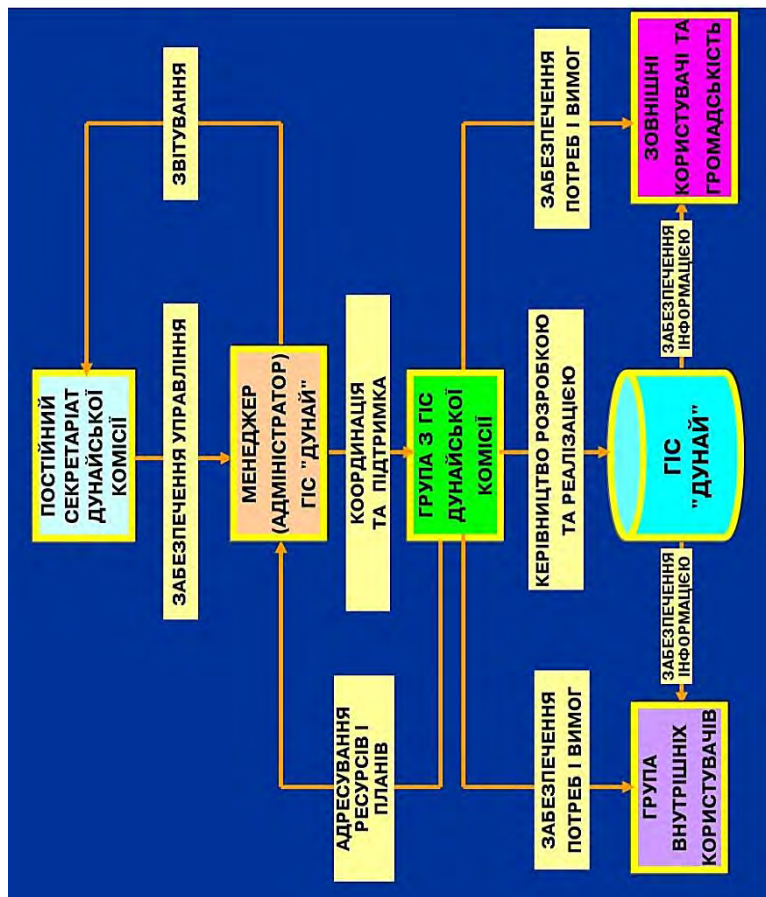 ПОСТІЙНИЙ
СЕКРЕТАРІАТ
ДУНАЙСЬКОЇ
КОМІСІЇ
ЗВІТУВАННЯ
ЗАБЕЗПЕЧЕННЯ УПРАВЛІННЯ
МЕНЕДЖЕР
(АДМІНІСТРАТОР)
ГІС "ДУНАЙ"
АДРЕСУВАННЯ
РЕСУРСІВ І
ПЛАНІВ
КООРДИНАЦІЯ
ТА ПІДТРИМКА
ГРУПА З ГІС
ДУНАЙСЬКОЇ
КОМІСІЇ
ЗАБЕЗПЕЧЕННЯ
ПОТРЕБ І ВИМОГ
КЕРІВНИЦТВО РОЗРОБКОЮ
ТА РЕАЛІЗАЦІЄЮ
ЗАБЕЗПЕЧЕННЯ
ПОТРЕБ І ВИМОГ
ГРУПА
ВНУТРІШНІХ
КОРИСТУВАЧІВ
ЗАБЕЗПЕЧЕННЯ
ІНФОРМАЦІЄЮ
ГІС
"ДУНАЙ"
ЗАБЕЗПЕЧЕННЯ
ІНФОРМАЦІЄЮ
ЗОВНІШНІ
КОРИСТУВАЧІ ТА
ГРОМАДСЬКІСТЬ